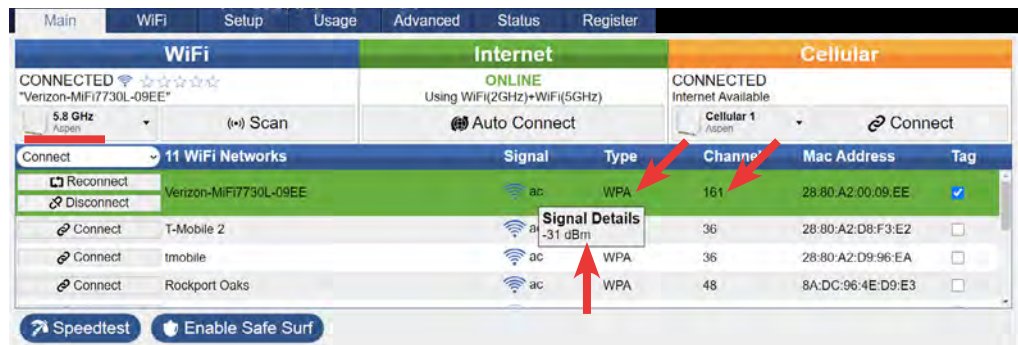 Main WiFi Setup Usage Advanced Status Register
WiFi Internet Cellular
CONNECTED ONLINE CONNECTED
"Verizon-MiFi7730L-09EE" Using WiFi(2GHz)+WiFi(5GHz) Internet Available
5.8 GHz Scan Auto Connect Cellular 1 Connect
Aspen Aspen
Connect 11 WiFi Networks Signal Type Channel Mac Address Tag
Reconnect
Verizon-MiFi7730L-09EE ac WPA 161 28:80:A2:00:09:EE
Disconnect
Connect T-Mobile 2 36 28:80:A2:D8:F3:E2
Signal Details
-31 dBm
Connect tmobile ac WPA 36 28:80:A2:D9:96:EA
Connect Rockport Oaks ac WPA 48 8A:DC:96:4E:D9:E3
Speedtest Enable Safe Surf